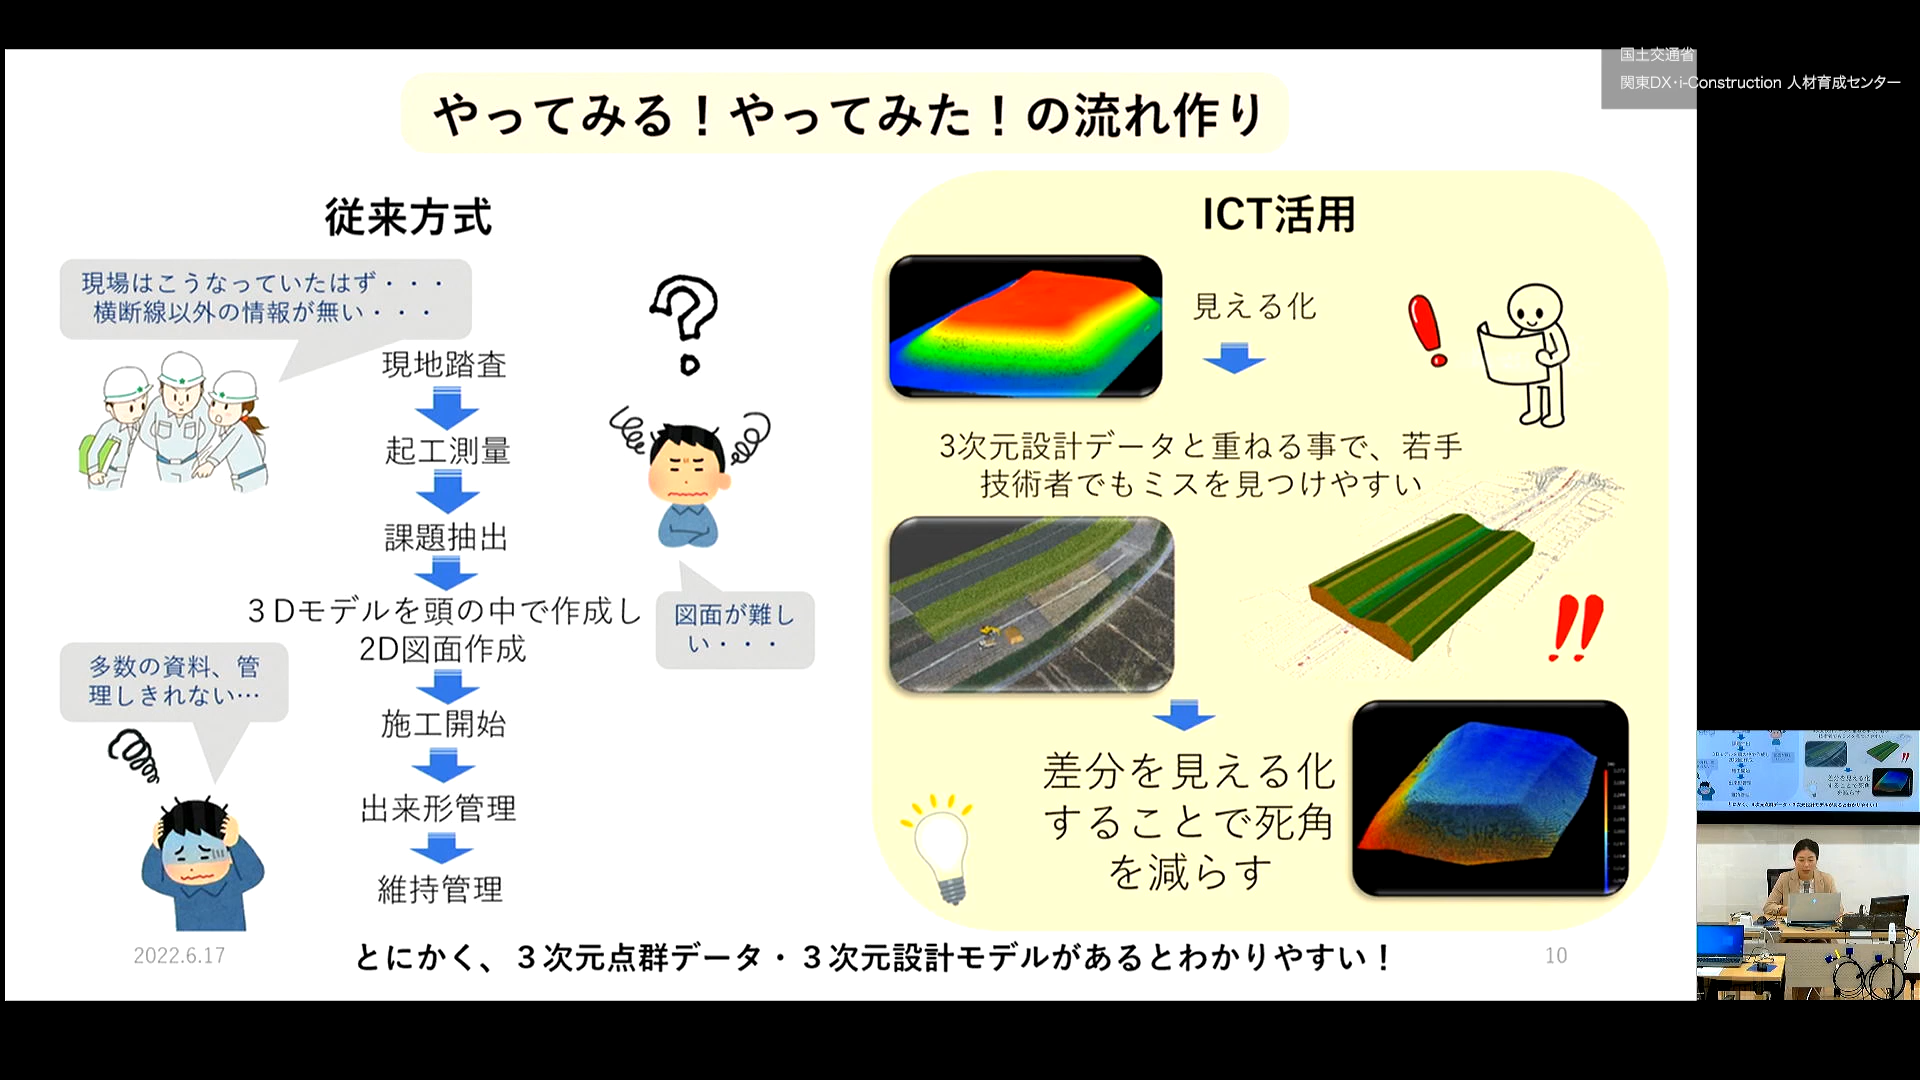 国土交通省
関東DX・i-Construction 人材育成センター
やってみる！やってみた！の流れ作り
従来方式
現場はこうなっていたはず・・・
横断線以外の情報が無い・・・
現地踏査
起工測量
課題抽出
３Dモデルを頭の中で作成し
2D図面作成
図面が難し
い・・・
多数の資料、管
理しきれない…
施工開始
出来形管理
維持管理
ICT活用
見える化
3次元設計データと重ねる事で、若手
技術者でもミスを見つけやすい
差分を見える化
することで死角
を減らす
とにかく、３次元点群データ・３次元設計モデルがあるとわかりやすい！
2022.6.17
10